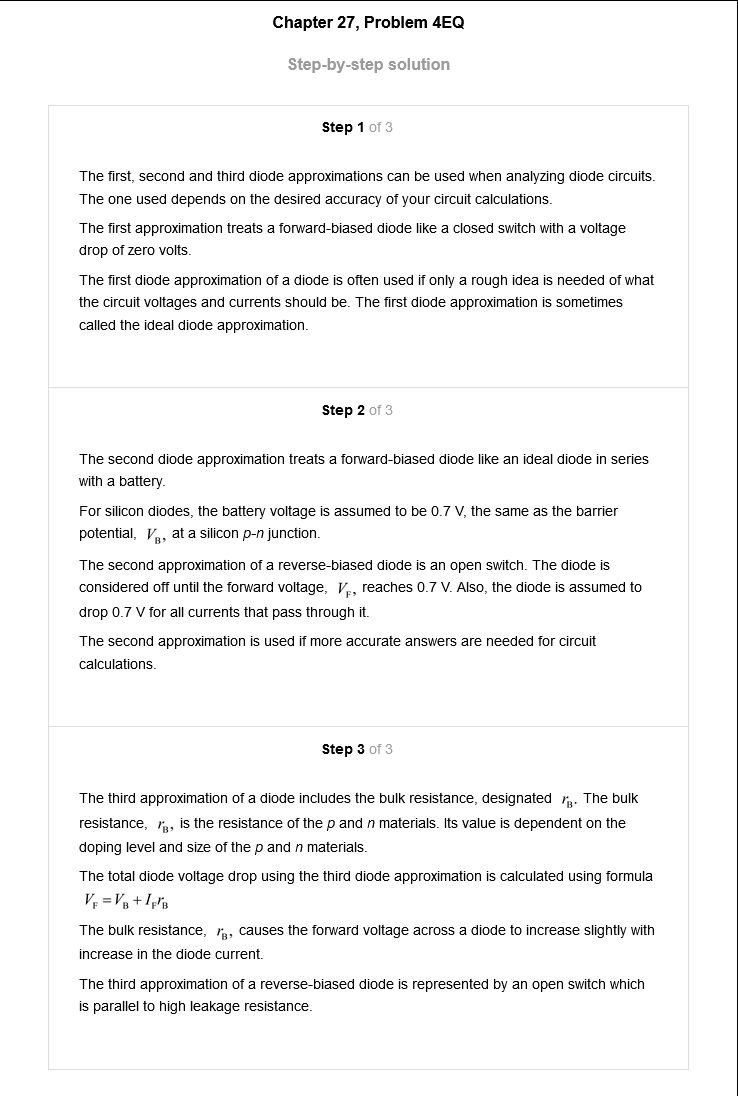 Chapter 27, Problem 4EQ
Step-by-step solution
Step 1 of 3
The first, second and third diode approximations can be used when analyzing diode circuits.
The one used depends on the desired accuracy of your circuit calculations.
The first approximation treats a forward-biased diode like a closed switch with a voltage
drop of zero volts.
The first diode approximation of a diode is often used if only a rough idea is needed of what
the circuit voltages and currents should be. The first diode approximation is sometimes
called the ideal diode approximation.
Step 2 of 3
The second diode approximation treats a forward-biased diode like an ideal diode in series
with a battery.
For silicon diodes, the battery voltage is assumed to be 0.7 V, the same as the barrier
potential, V_B, at a silicon p-n junction.
The second approximation of a reverse-biased diode is an open switch. The diode is
considered off until the forward voltage, V_F, reaches 0.7 V. Also, the diode is assumed to
drop 0.7 V for all currents that pass through it.
The second approximation is used if more accurate answers are needed for circuit
calculations.
Step 3 of 3
The third approximation of a diode includes the bulk resistance, designated r_B. The bulk
resistance, r_B, is the resistance of the p and n materials. Its value is dependent on the
doping level and size of the p and n materials.
The total diode voltage drop using the third diode approximation is calculated using formula
V_F = V_B + I_F r_B
The bulk resistance, r_B, causes the forward voltage across a diode to increase slightly with
increase in the diode current.
The third approximation of a reverse-biased diode is represented by an open switch which
is parallel to high leakage resistance.